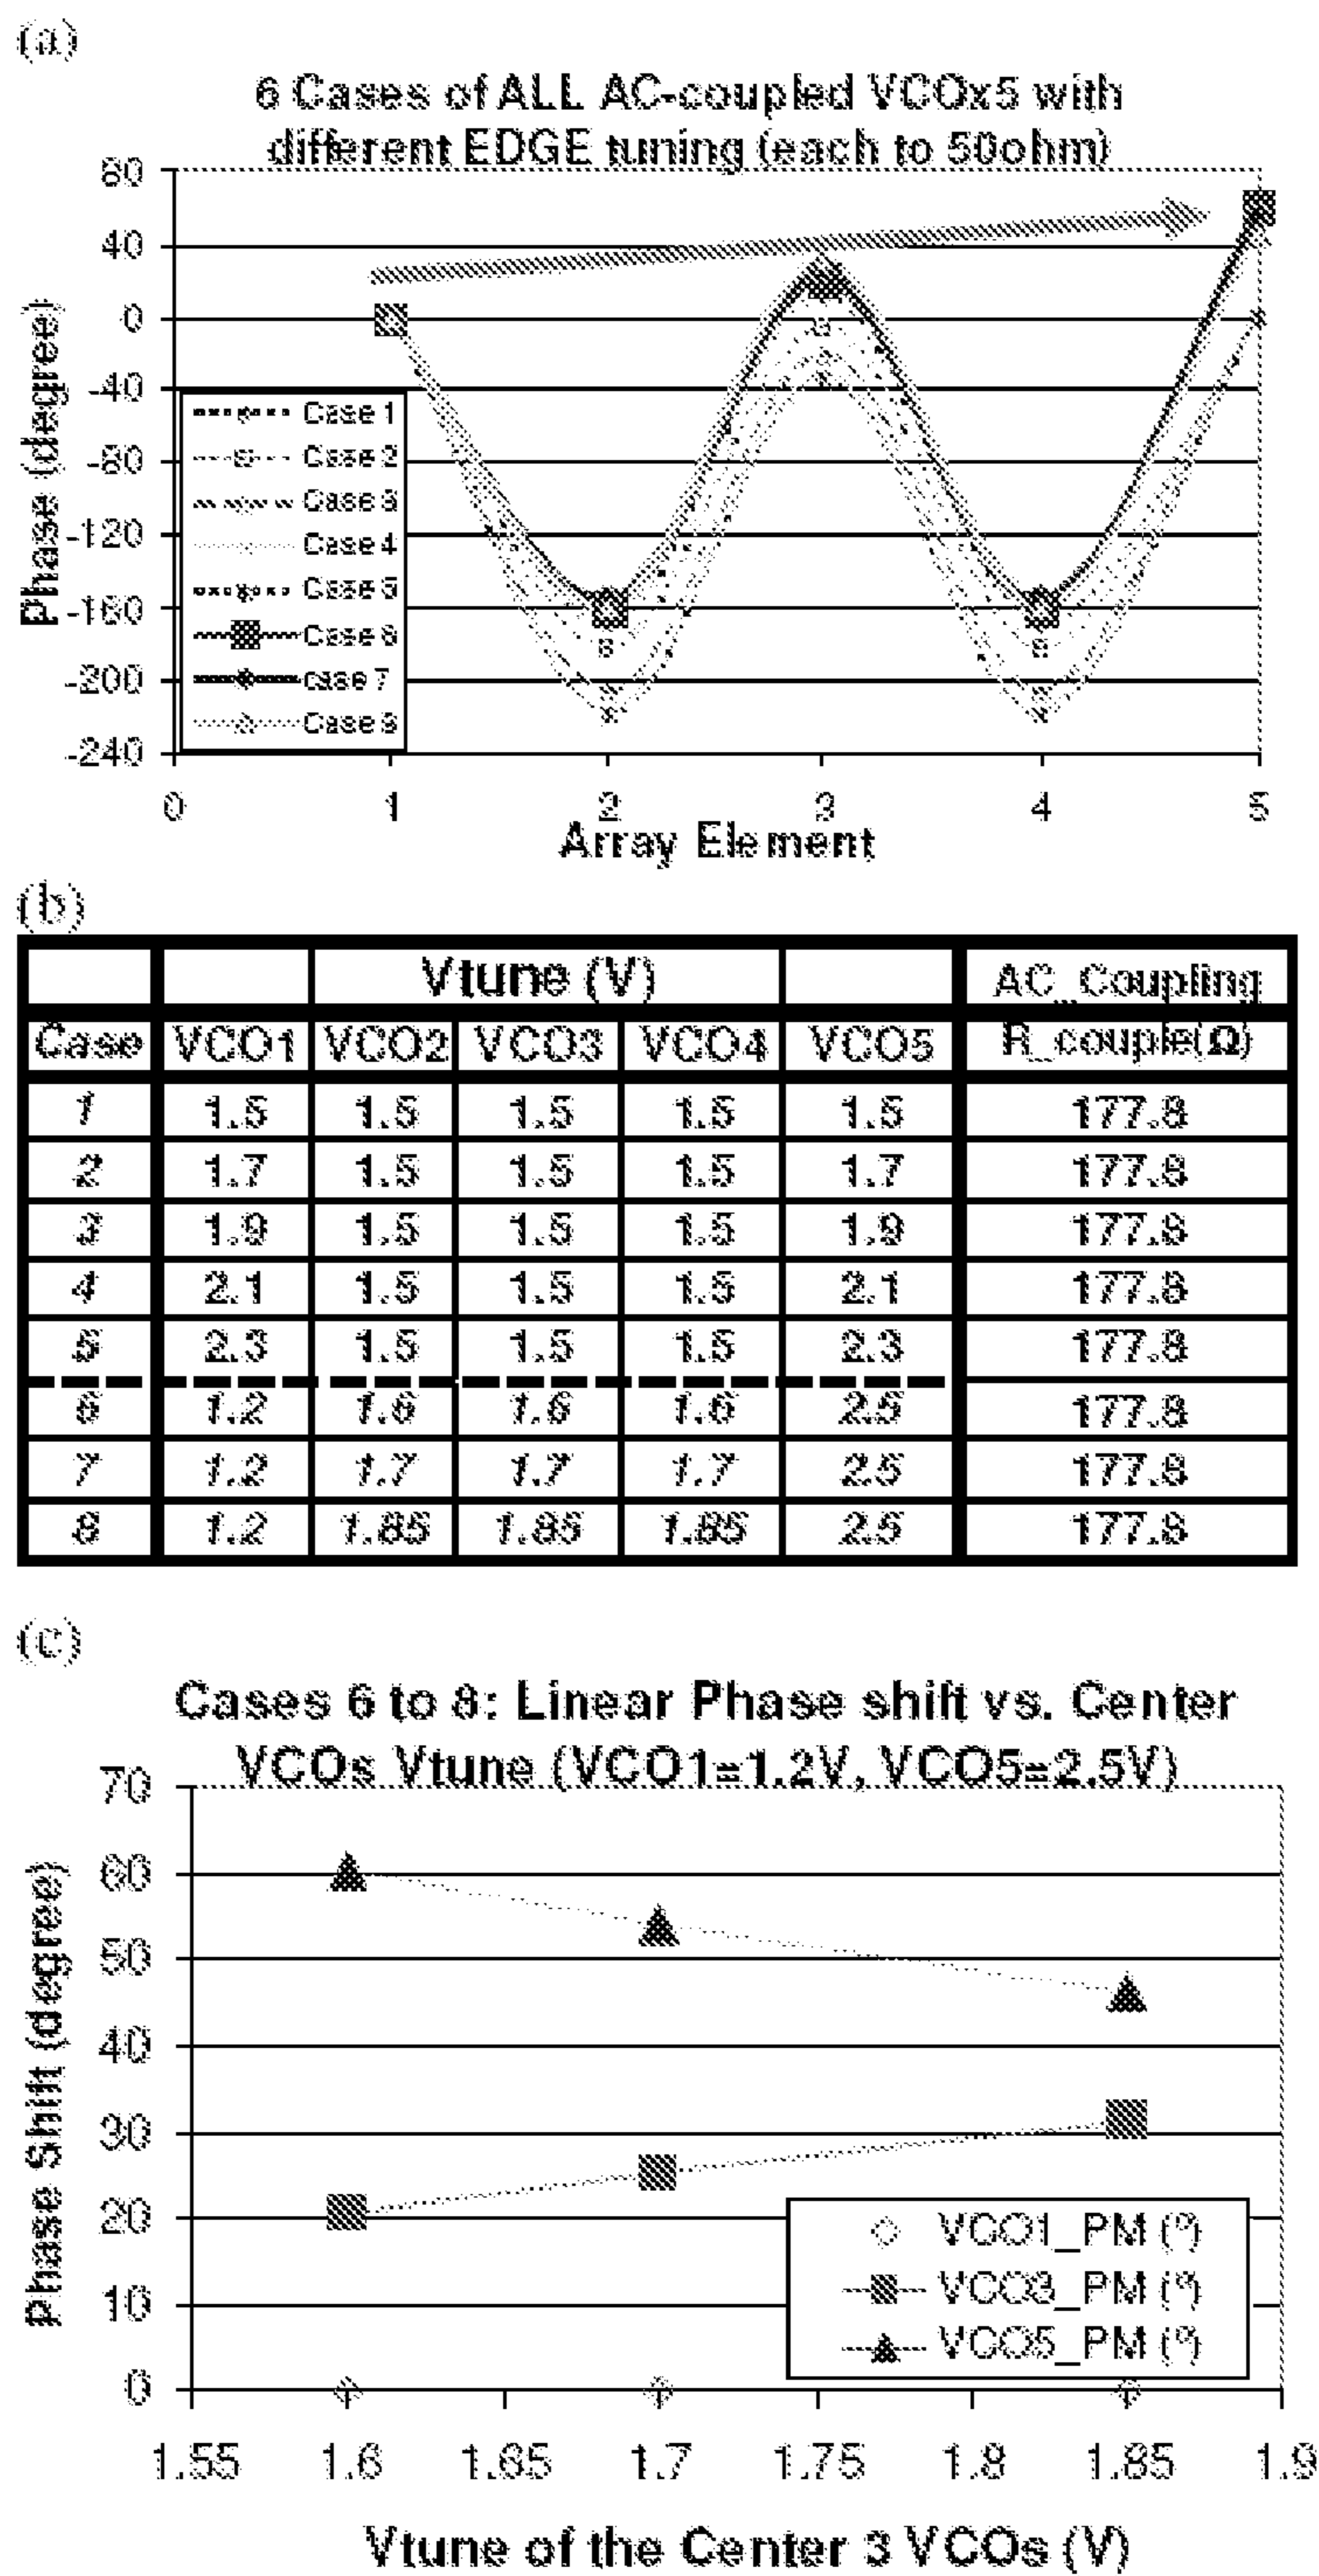 (a)
6 Cases of ALL AC-coupled VCOx5 with
different EDGE tuning (each to 50ohm)
Phase (degree)
80
40
0
-40
-80
-120
-160
-200
-240
Case 1
Case 2
Case 3
Case 4
Case 5
Case 6
case 7
Case 8
0 1 2 3 4 5
Array Element
(b)
Vtune (V) AC_Coupling
Case VCO1 VCO2 VCO3 VCO4 VCO5 R_couple(Ω)
1 1.5 1.5 1.5 1.5 1.5 177.8
2 1.7 1.5 1.5 1.5 1.7 177.8
3 1.9 1.5 1.5 1.5 1.9 177.8
4 2.1 1.5 1.5 1.5 2.1 177.8
5 2.3 1.5 1.5 1.5 2.3 177.8
6 1.2 1.6 1.6 1.6 2.5 177.8
7 1.2 1.7 1.7 1.7 2.5 177.8
8 1.2 1.85 1.85 1.85 2.5 177.8
(c)
Cases 6 to 8: Linear Phase shift vs. Center
VCOs Vtune (VCO1=1.2V, VCO5=2.5V)
Phase Shift (degree)
70
60
50
40
30
20
10
0
VCO1_PM (º)
VCO3_PM (º)
VCO5_PM (º)
1.55 1.6 1.65 1.7 1.75 1.8 1.85 1.9
Vtune of the Center 3 VCOs (V)